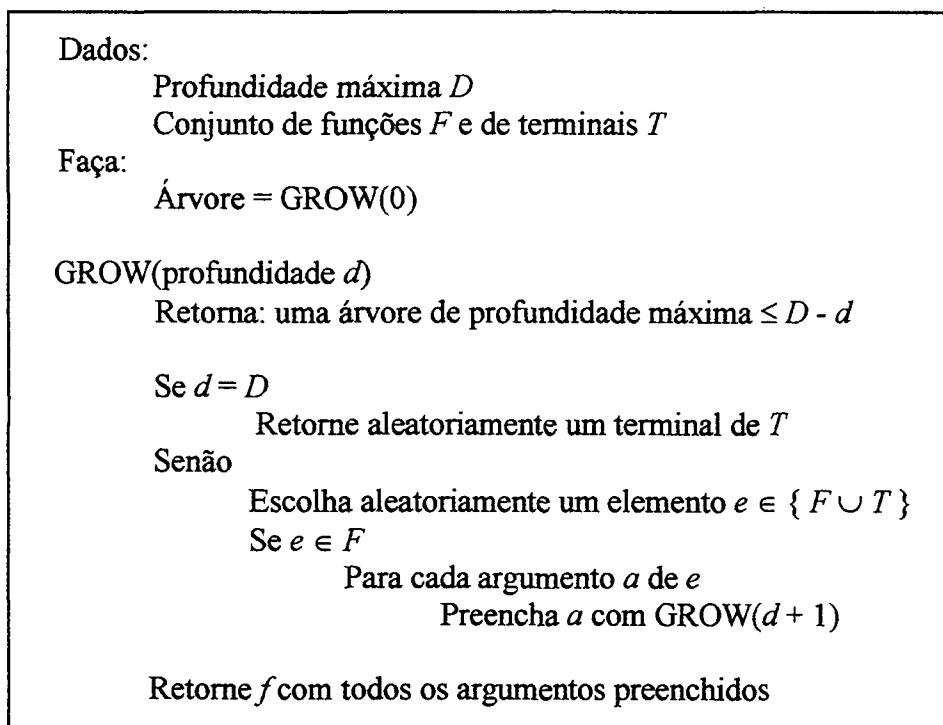 Dados:
Profundidade máxima D
Conjunto de funções F e de terminais T
Faça:
Árvore = GROW(0)
GROW(profundidade d)
Retorna: uma árvore de profundidade máxima ≤ D - d
Se d = D
Retorne aleatoriamente um terminal de T
Senão
Escolha aleatoriamente um elemento e ∈ { F ∪ T }
Se e ∈ F
Para cada argumento a de e
Preencha a com GROW(d + 1)
Retorne f com todos os argumentos preenchidos